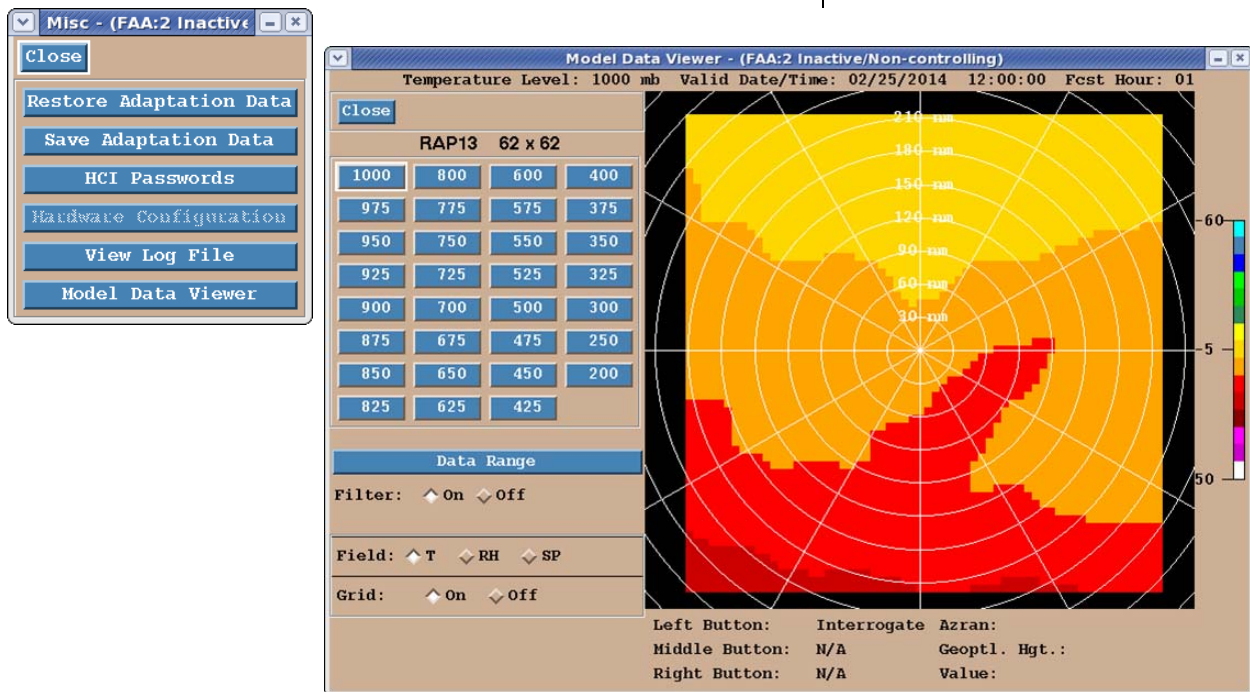 Misc - (FAA:2 Inactive
Close
Restore Adaptation Data
Save Adaptation Data
HCI Passwords
Hardware Configuration
View Log File
Model Data Viewer
Model Data Viewer - (FAA:2 Inactive/Non-controlling)
Temperature Level: 1000 mb Valid Date/Time: 02/25/2014 12:00:00 Fcst Hour: 01
Close
RAP13 62 x 62
1000 800 600 400
975 775 575 375
950 750 550 350
925 725 525 325
900 700 500 300
875 675 475 250
850 650 450 200
825 625 425
Data Range
Filter: On Off
Field: T RH SP
Grid: On Off
210 nm
180 nm
150 nm
120 nm
90 nm
60 nm
30 nm
-60
-5
50
Left Button: Interrogate Azran:
Middle Button: N/A Geoptl. Hgt.:
Right Button: N/A Value: